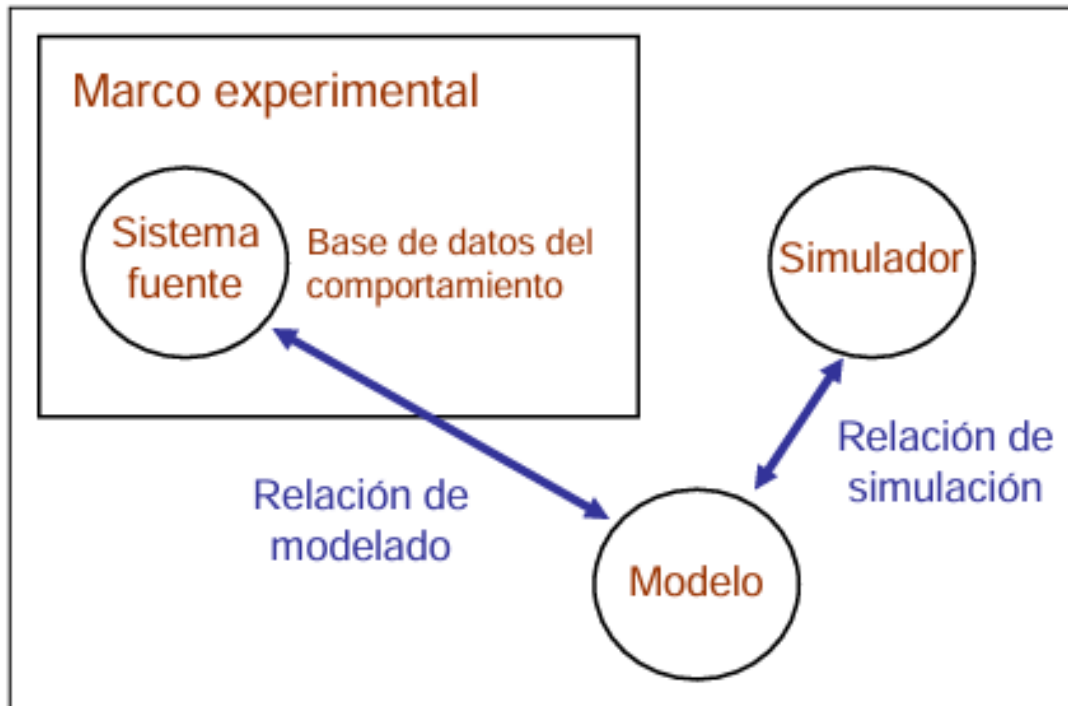 Marco experimental
Sistema
fuente
Base de datos del
comportamiento
Simulador
Relación de
modelado
Relación de
simulación
Modelo